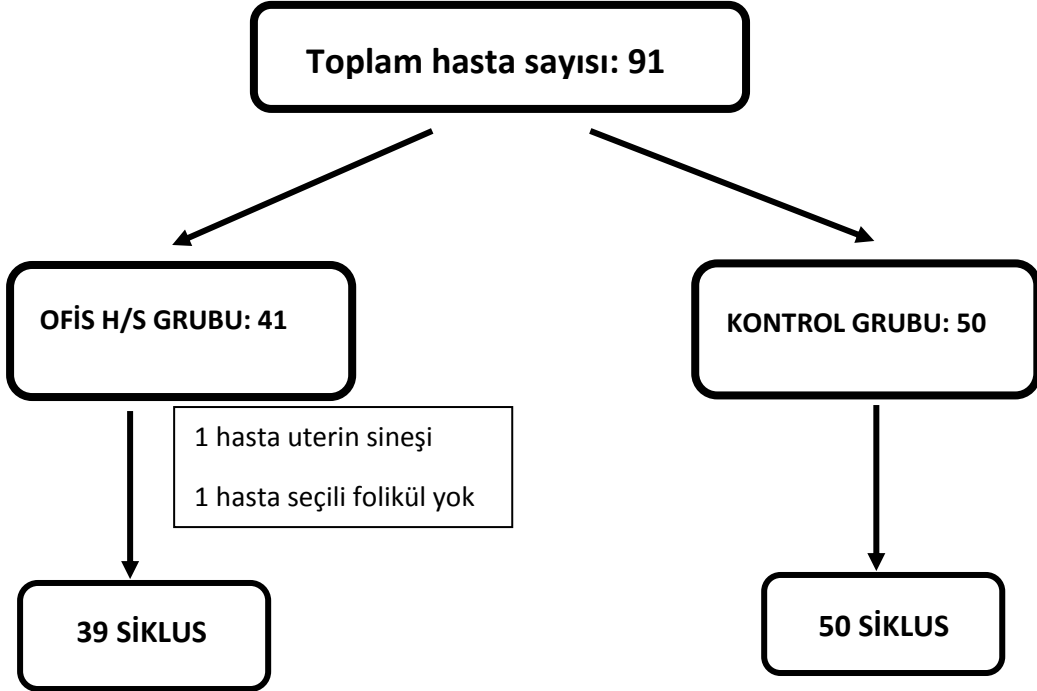 Toplam hasta sayısı: 91
OFİS H/S GRUBU: 41
KONTROL GRUBU: 50
1 hasta uterin sineşi
1 hasta seçili folikül yok
39 SİKLUS
50 SİKLUS